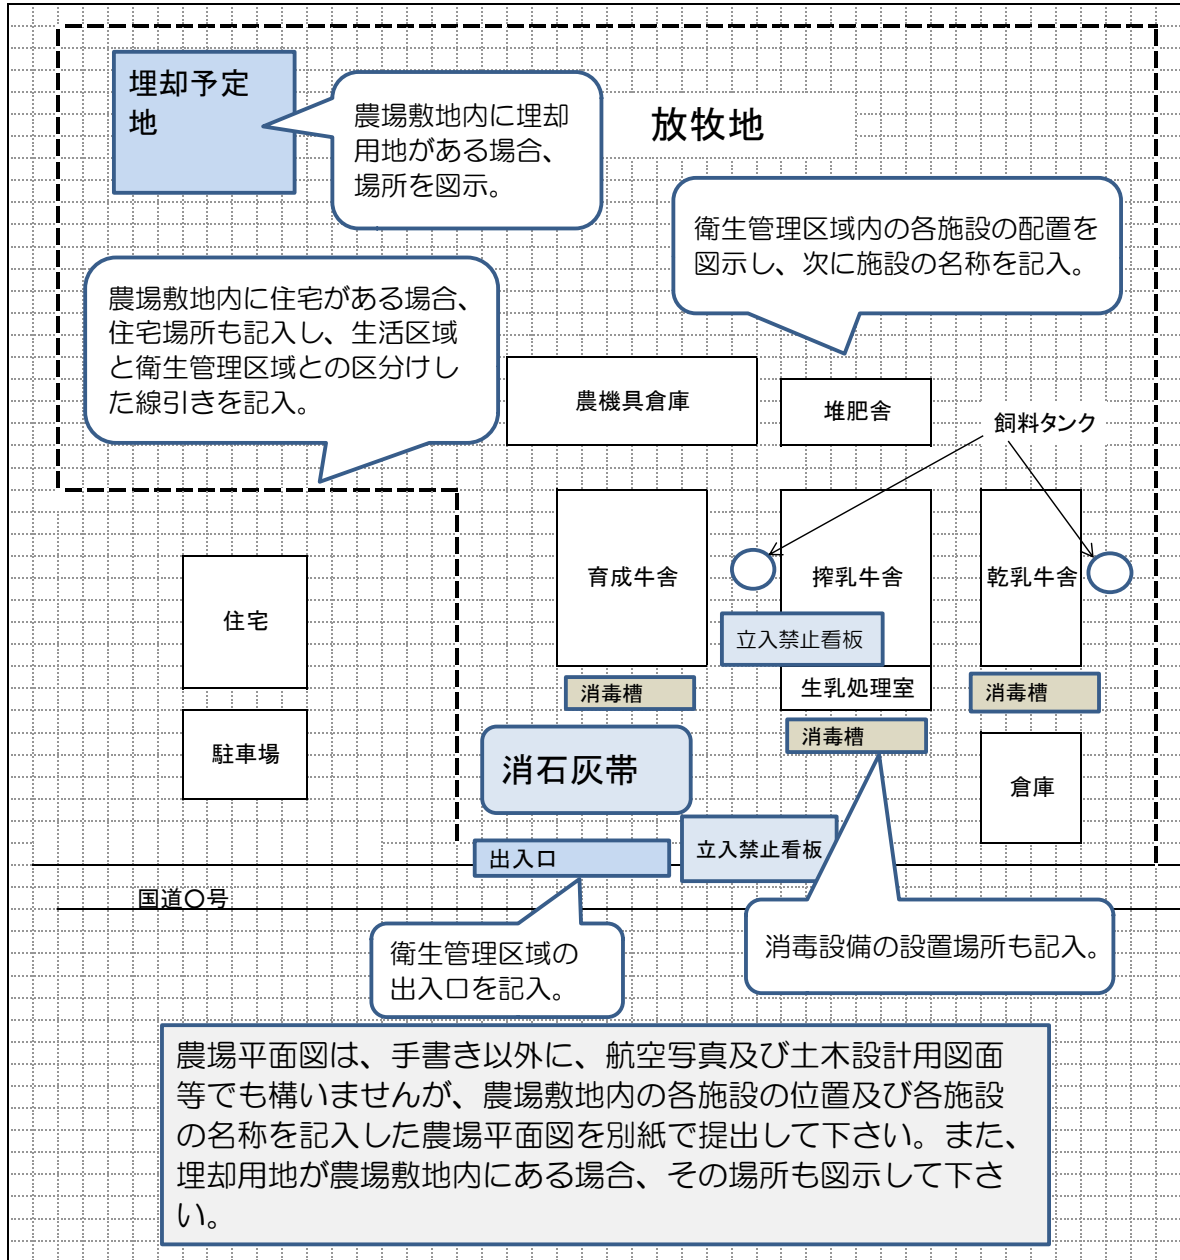 埋却予定
地
農場敷地内に埋却
用地がある場合、
場所を図示。
放牧地
衛生管理区域内の各施設の配置を
図示し、次に施設の名称を記入。
農場敷地内に住宅がある場合、
住宅場所も記入し、生活区域
と衛生管理区域との区分けし
た線引きを記入。
農機具倉庫
堆肥舎
飼料タンク
育成牛舎
搾乳牛舎
乾乳牛舎
住宅
立入禁止看板
生乳処理室
消毒槽
消毒槽
消毒槽
駐車場
消石灰帯
倉庫
出入口
立入禁止看板
国道〇号
衛生管理区域の
出入口を記入。
消毒設備の設置場所も記入。
農場平面図は、手書き以外に、航空写真及び土木設計用図面
等でも構いませんが、農場敷地内の各施設の位置及び各施設
の名称を記入した農場平面図を別紙で提出して下さい。また、
埋却用地が農場敷地内にある場合、その場所も図示して下さ
い。